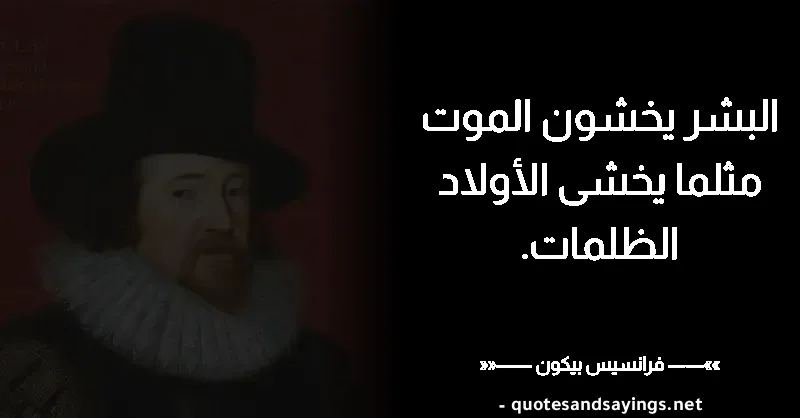 البشر يخشون الموت
مثلما يخشى الأولاد
الظلمات.
»»—— فرانسيس بيكون ——««
- quotesandsayings.net